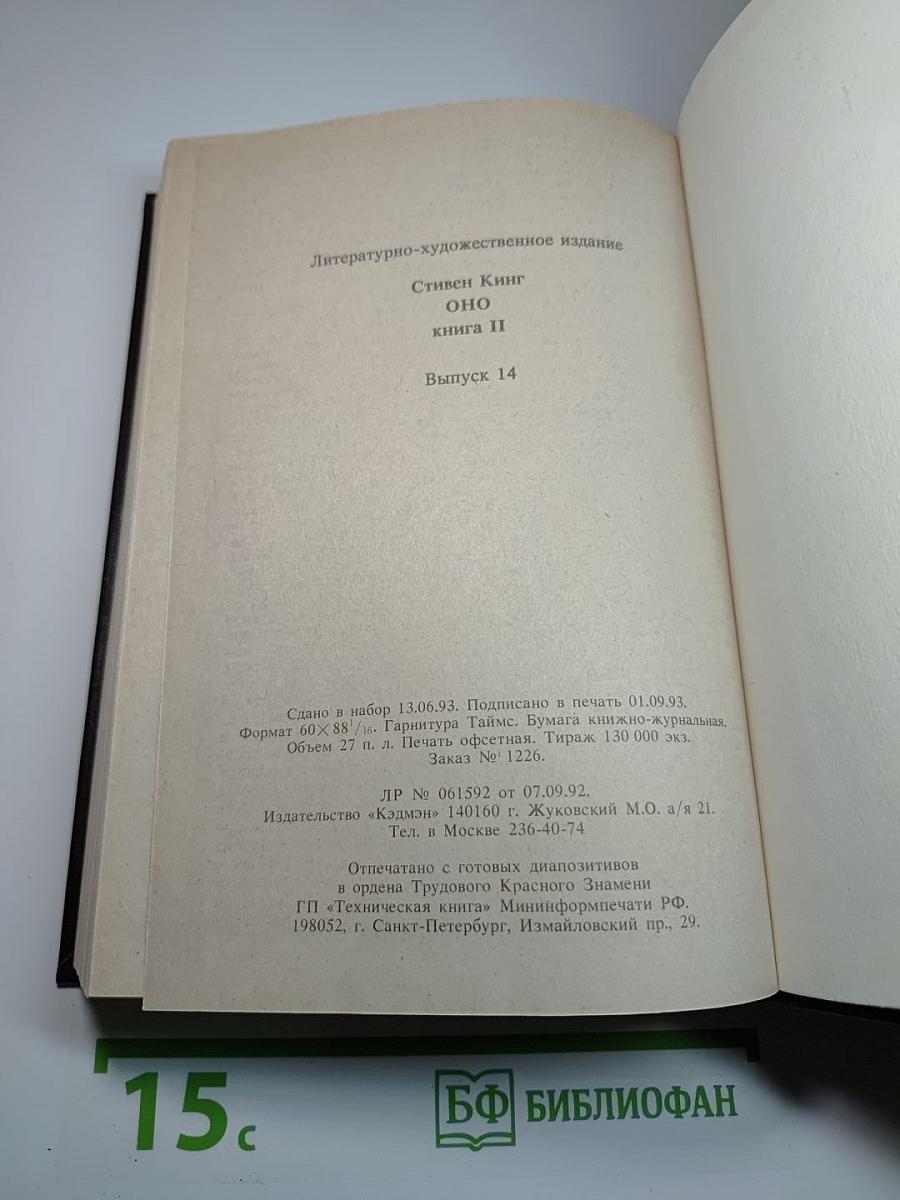 Литературно-художественное издание
Стивен Кинг
ОНО
книга II
Выпуск 14
Сдано в набор 13.06.93. Подписано в печать 01.09.93.
Формат 60×88¹/₁₆. Гарнитура Таймс. Бумага книжно-журнальная.
Объем 27 п. л. Печать офсетная. Тираж 130 000 экз.
Заказ № 1226.
ЛР № 061592 от 07.09.92.
Издательство «Кэдмэн» 140160 г. Жуковский М.О. а/я 21.
Тел. в Москве 236-40-74
Отпечатано с готовых диапозитивов
в ордена Трудового Красного Знамени
ГП «Техническая книга» Мининформпечати РФ.
198052, г. Санкт-Петербург, Измайловский пр., 29.
15 с
БФ БИБЛИОФАН